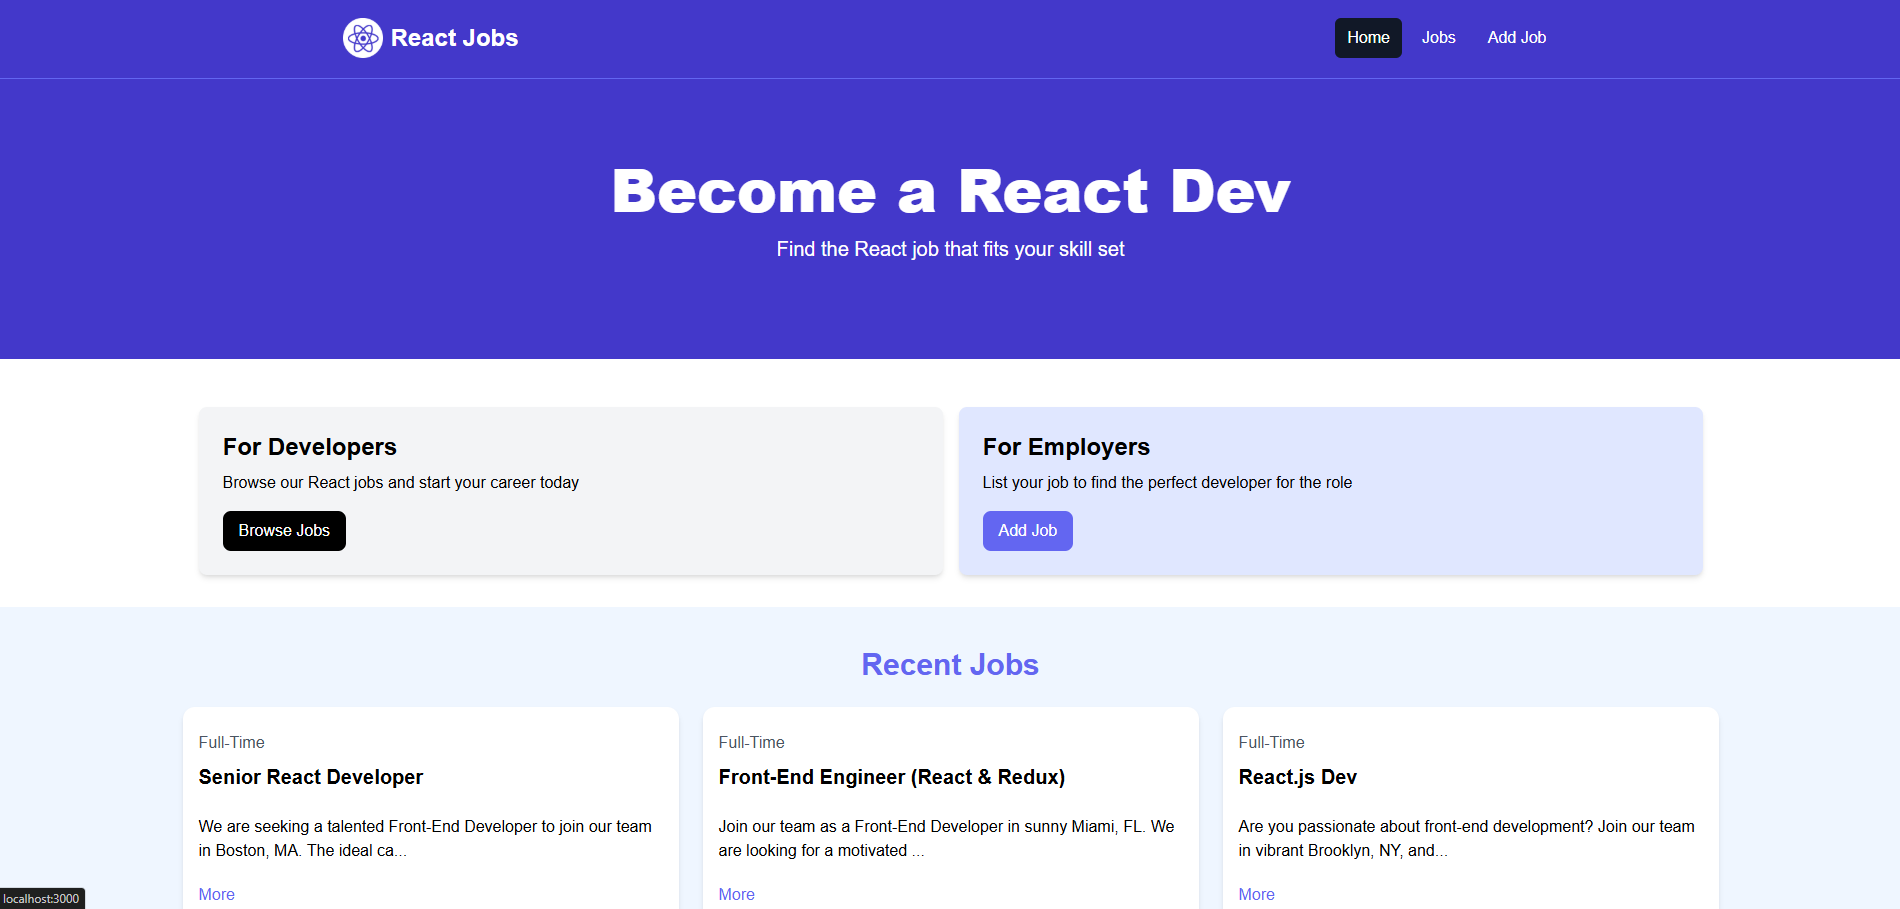 React Jobs
Home
Jobs
Add Job
Become a React Dev
Find the React job that fits your skill set
For Developers
Browse our React jobs and start your career today
Browse Jobs
For Employers
List your job to find the perfect developer for the role
Add Job
Recent Jobs
Full-Time
Senior React Developer
We are seeking a talented Front-End Developer to join our team
in Boston, MA. The ideal ca...
More
Full-Time
Front-End Engineer (React & Redux)
Join our team as a Front-End Developer in sunny Miami, FL. We
are looking for a motivated ...
More
Full-Time
React.js Dev
Are you passionate about front-end development? Join our team
in vibrant Brooklyn, NY, and...
More
localhost:3000